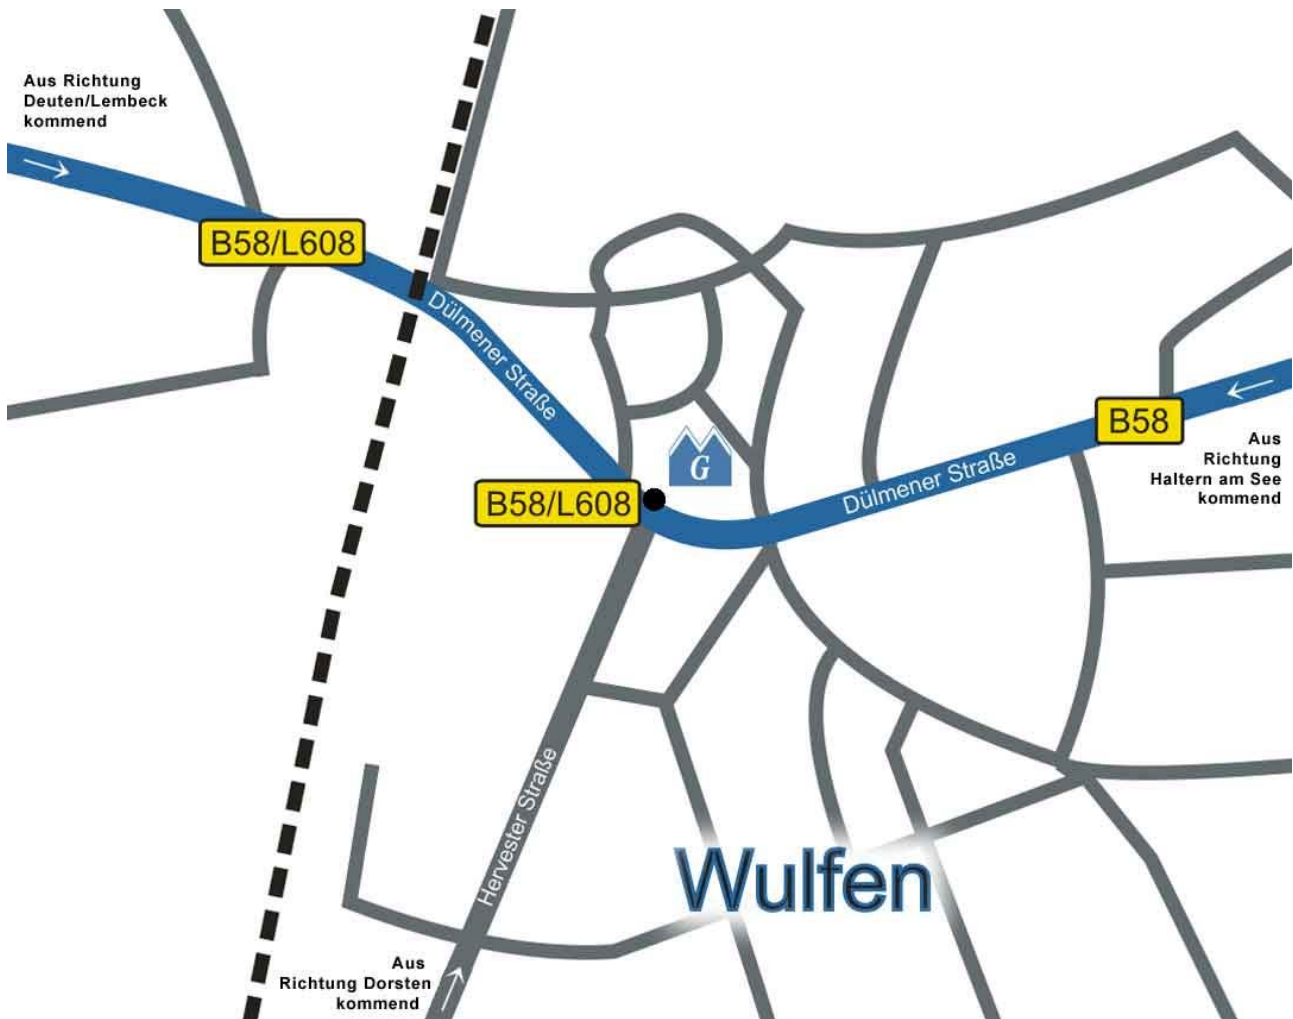 Aus Richtung
Deuten/Lembeck
kommend
B58/L608
Dülmener Straße
B58
Aus
Richtung
Haltern am See
kommend
G
Dülmener Straße
B58/L608
Hervester Straße
Wulfen
Aus
Richtung Dorsten
kommend